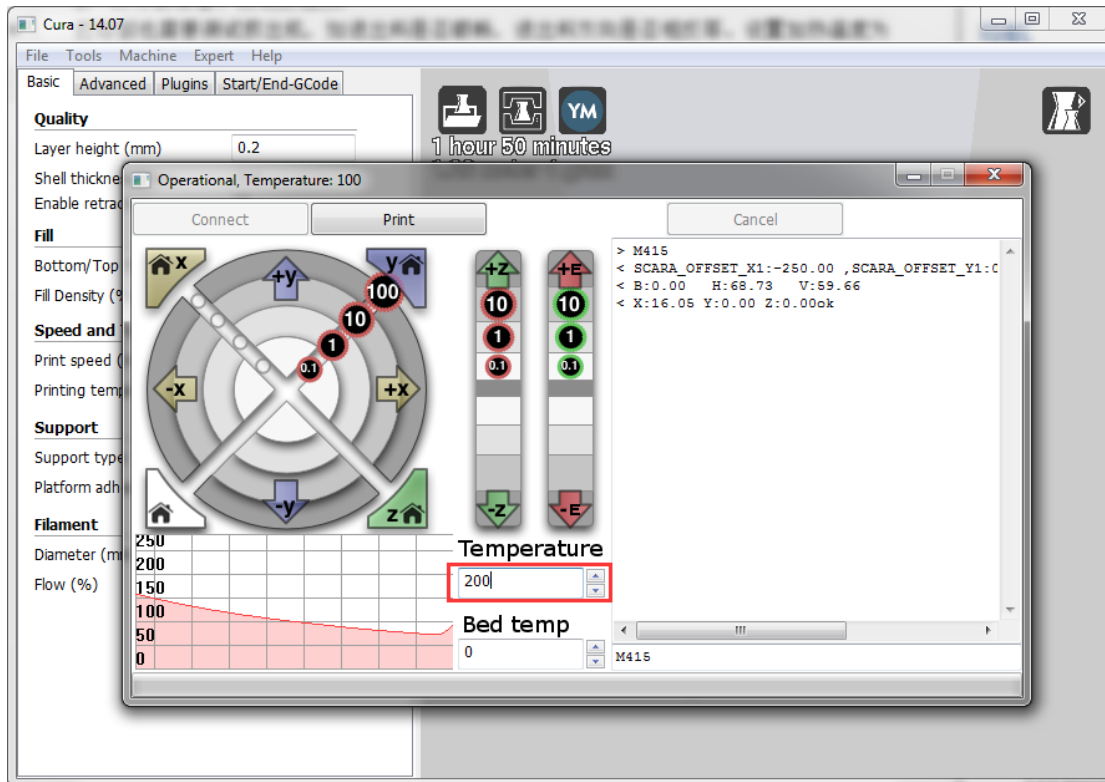 Cura - 14.07
File Tools Machine Expert Help
Basic Advanced Plugins Start/End-GCode
Quality
Layer height (mm) 0.2
YM
1 hour 50 minutes
Shell
Enable
Fill
Bottom/Top
Fill Density
Speed and
Print speed
Printing
Support
Support type
Platform
Filament
Diameter
Flow (%)
Operational, Temperature: 100
Connect Print Cancel
x +y y
100
10
1
0.1
-x +x
-y z
+Z +E
10 10
1 1
0.1 0.1
-Z -E
> M415
< SCARA_OFFSET_X1:-250.00 ,SCARA_OFFSET_Y1:0
< B:0.00 H:68.73 V:59.66
< X:16.05 Y:0.00 Z:0.00ok
250
200
150
100
50
0
Temperature
200
Bed temp
0
M415